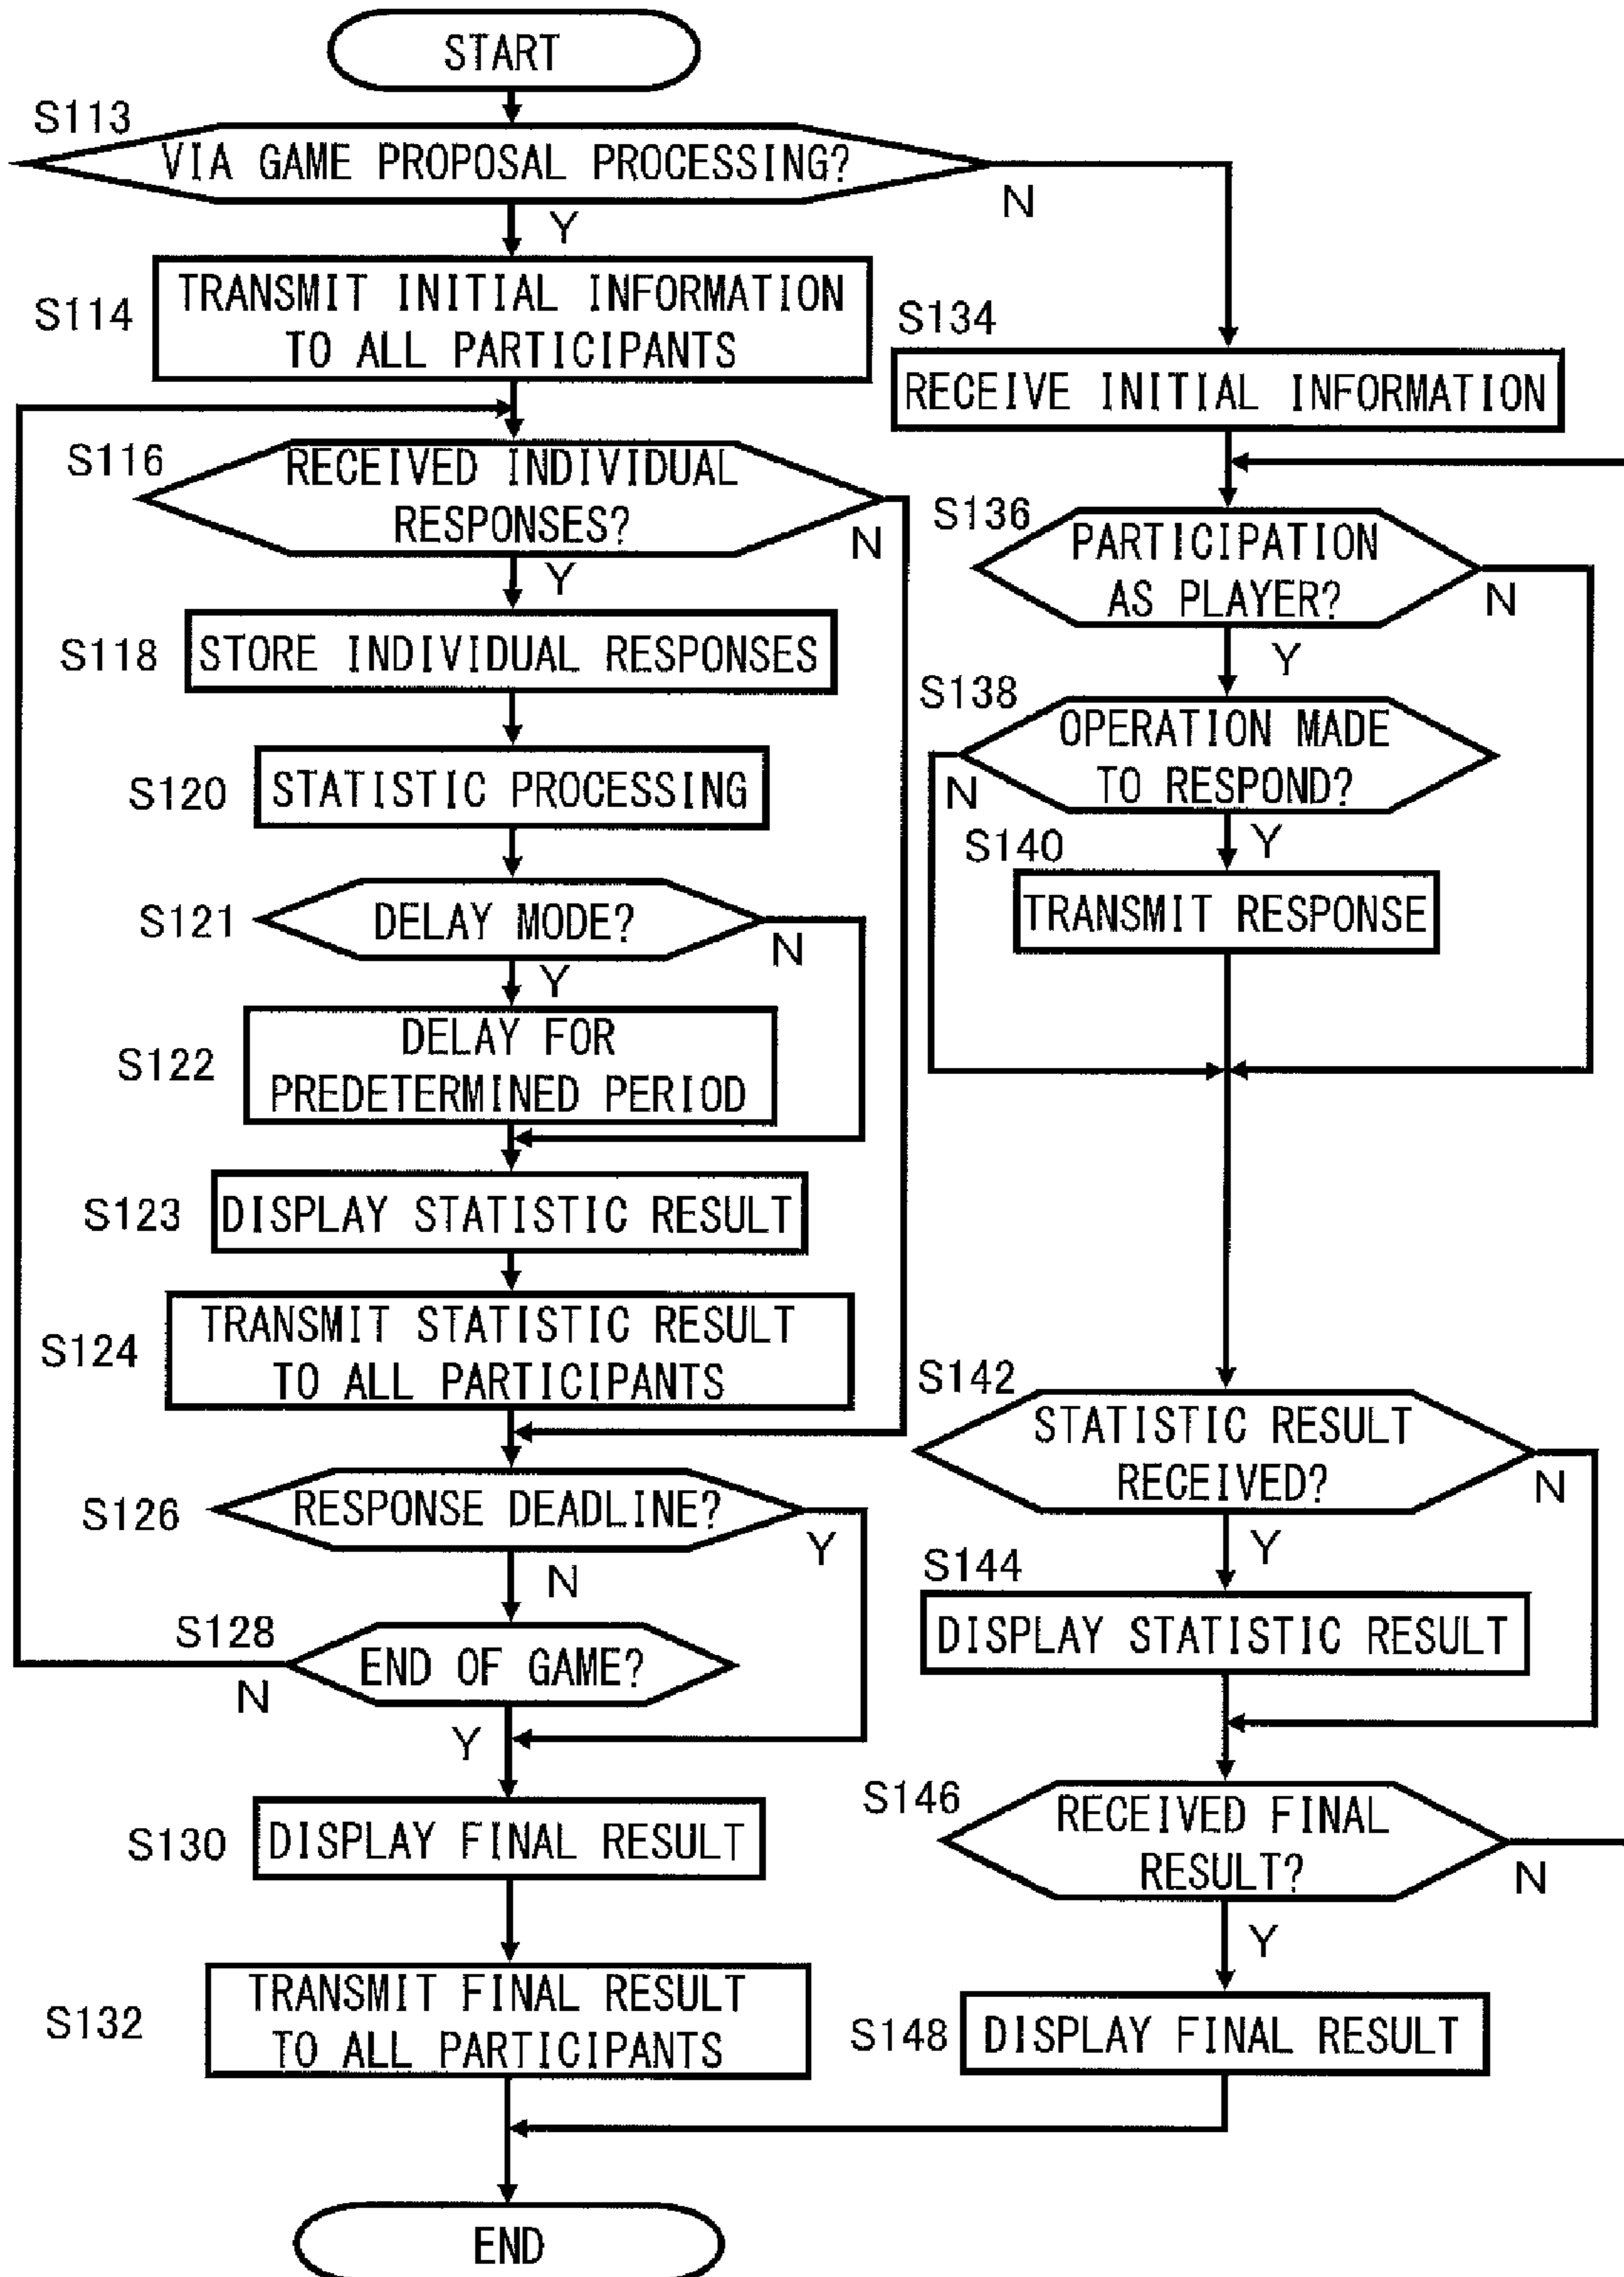 START
S113
VIA GAME PROPOSAL PROCESSING?
N
Y
S114
TRANSMIT INITIAL INFORMATION
TO ALL PARTICIPANTS
S116
RECEIVED INDIVIDUAL
RESPONSES?
N
Y
S118
STORE INDIVIDUAL RESPONSES
S120
STATISTIC PROCESSING
S121
DELAY MODE?
N
Y
S122
DELAY FOR
PREDETERMINED PERIOD
S123
DISPLAY STATISTIC RESULT
S124
TRANSMIT STATISTIC RESULT
TO ALL PARTICIPANTS
S126
RESPONSE DEADLINE?
Y
N
S128
END OF GAME?
N
Y
S130
DISPLAY FINAL RESULT
S132
TRANSMIT FINAL RESULT
TO ALL PARTICIPANTS
S134
RECEIVE INITIAL INFORMATION
S136
PARTICIPATION
AS PLAYER?
N
Y
S138
OPERATION MADE
TO RESPOND?
N
Y
S140
TRANSMIT RESPONSE
S142
STATISTIC RESULT
RECEIVED?
N
Y
S144
DISPLAY STATISTIC RESULT
S146
RECEIVED FINAL
RESULT?
N
Y
S148
DISPLAY FINAL RESULT
END